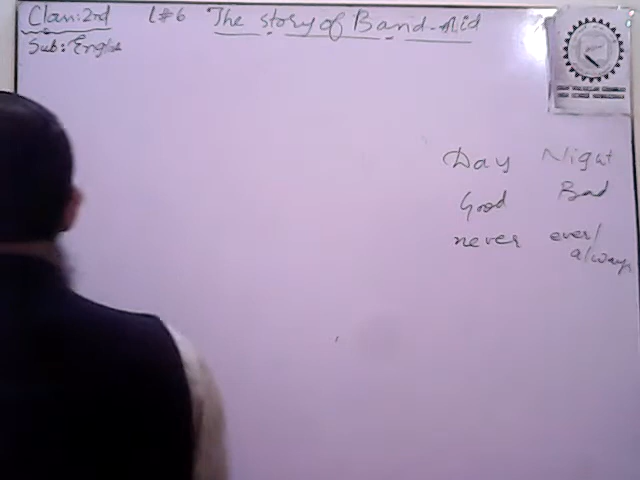 Class: 2nd L#6 The story of Band-Aid
Sub: English
Day Night
Good Bad
never ever/
always